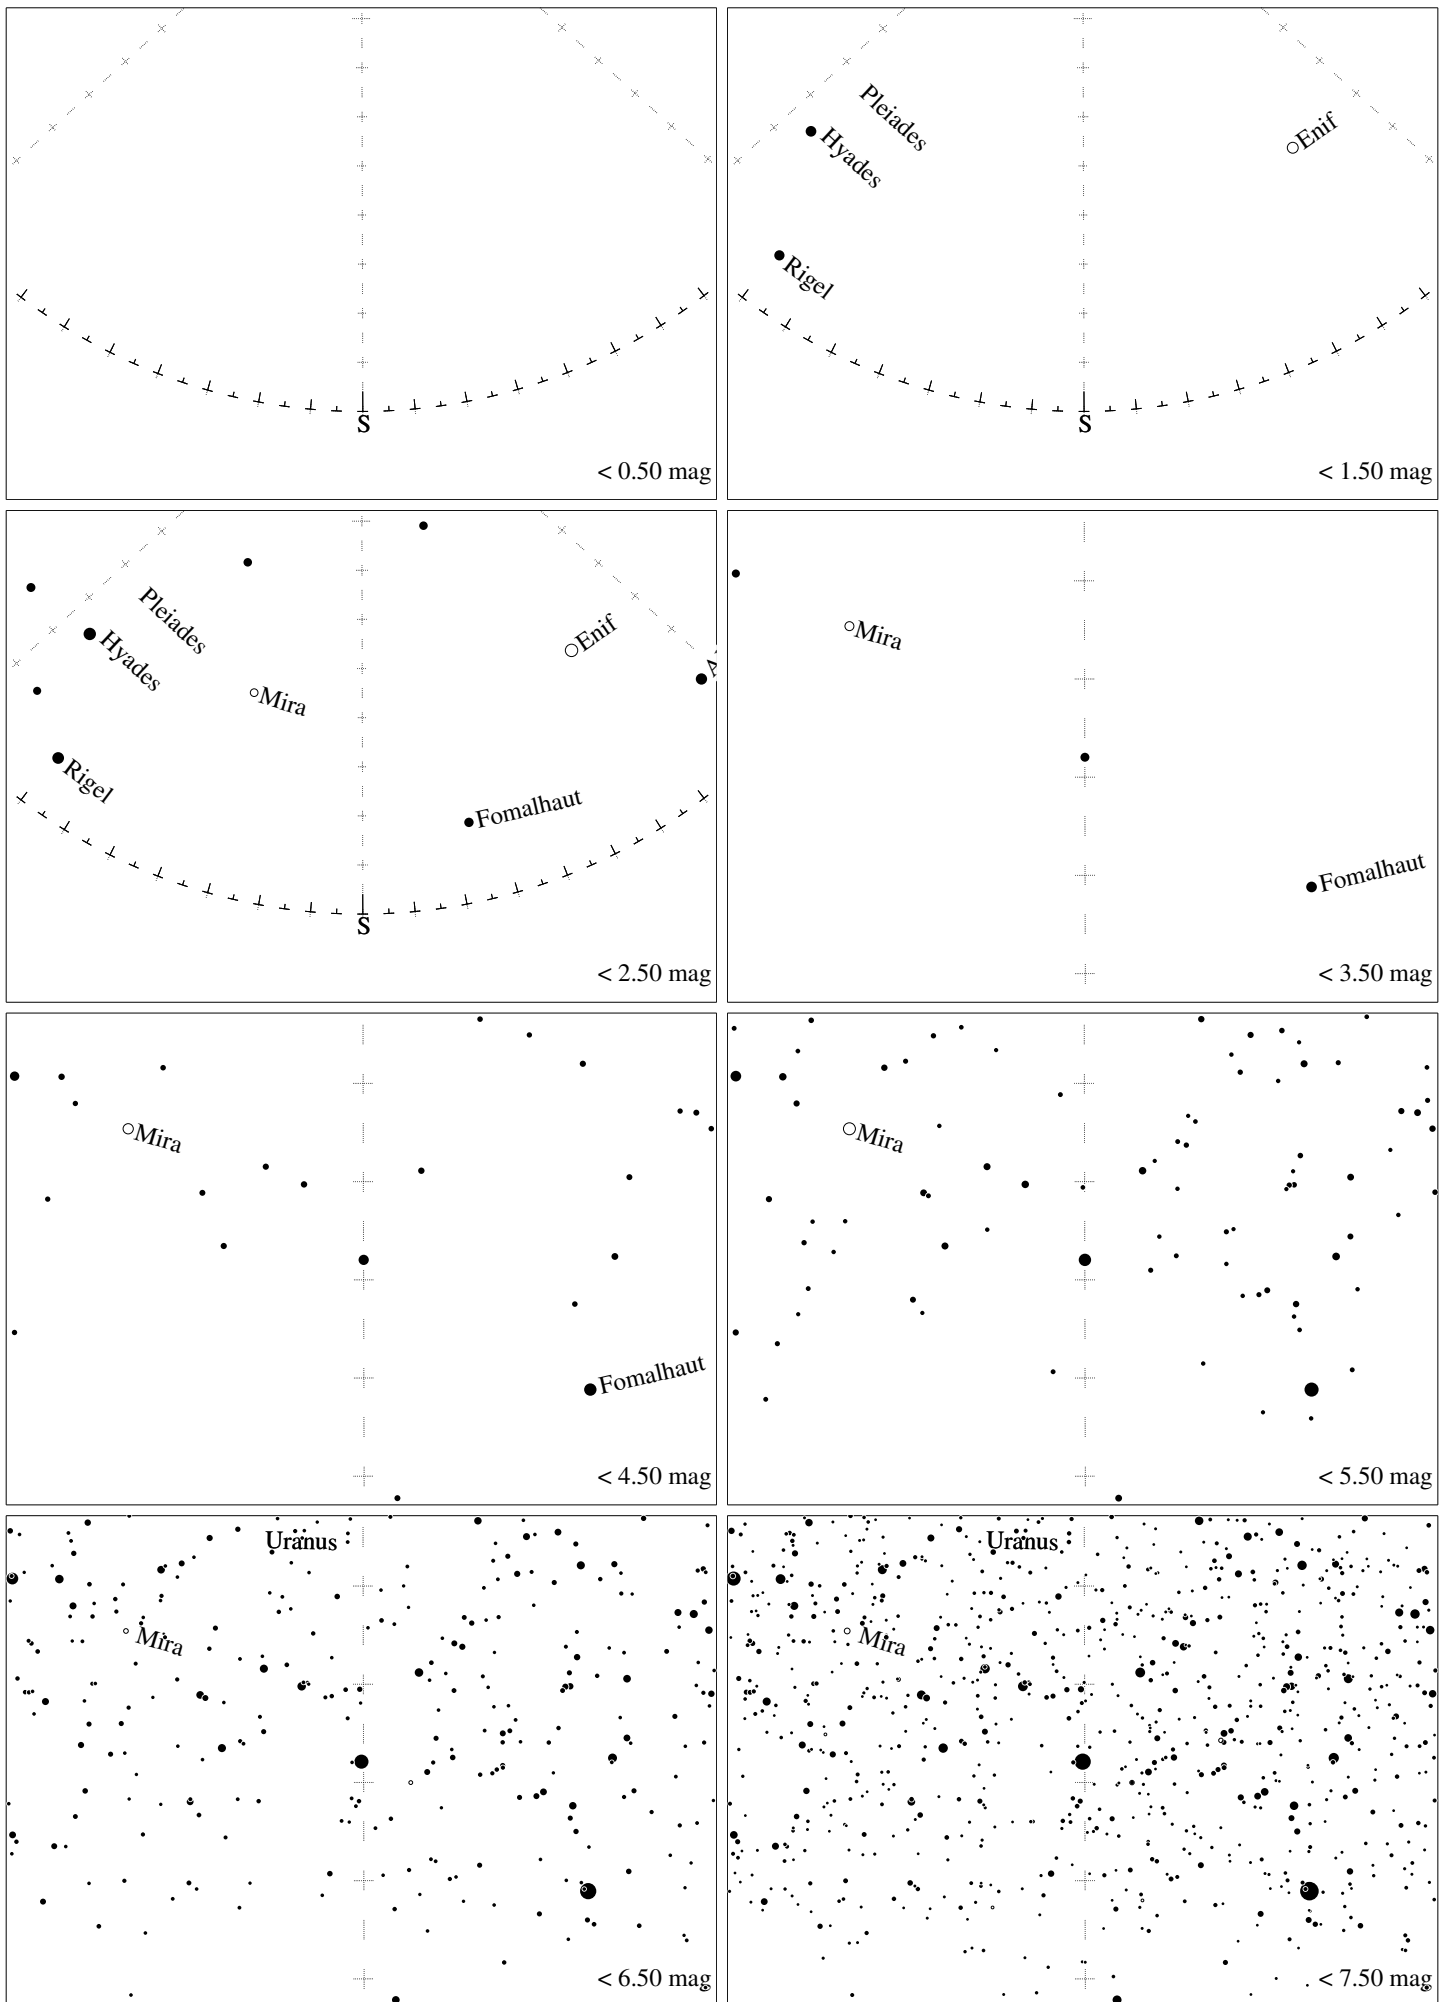 S
< 0.50 mag
Pleiades
Hyades
Enif
Rigel
S
< 1.50 mag
Pleiades
Hyades
Enif
Mira
Rigel
Fomalhaut
S
< 2.50 mag
Mira
Fomalhaut
< 3.50 mag
Mira
Fomalhaut
< 4.50 mag
Mira
< 5.50 mag
Uranus
Mira
< 6.50 mag
Uranus
Mira
< 7.50 mag